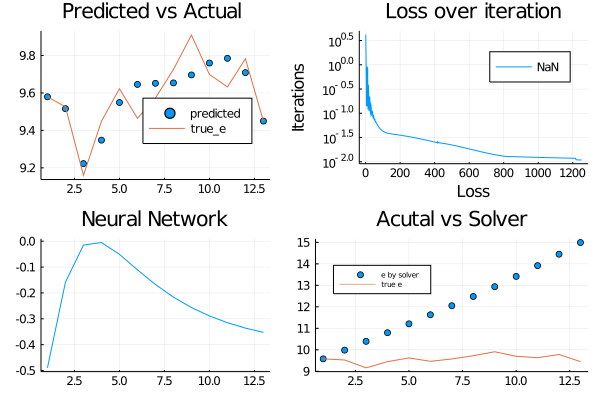 Predicted vs Actual
9.8
9.6
9.4
9.2
predicted
true_e
2.5 5.0 7.5 10.0 12.5
Loss over iteration
Iterations
10^0.5
10^0.0
10^-0.5
10^-1.0
10^-1.5
10^-2.0
NaN
0 200 400 600 800 1000 1200
Loss
Neural Network
0.0
-0.1
-0.2
-0.3
-0.4
-0.5
2.5 5.0 7.5 10.0 12.5
Acutal vs Solver
15
14
13
12
11
10
9
e by solver
true e
2.5 5.0 7.5 10.0 12.5